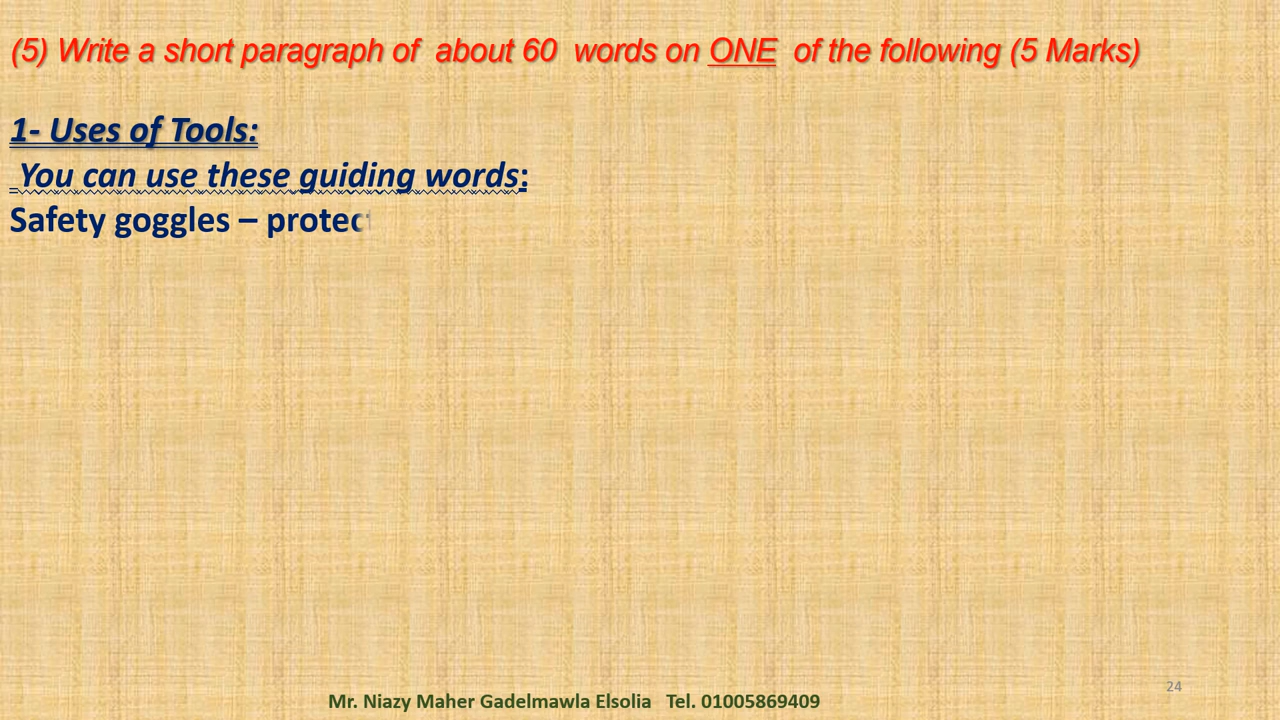 (5) Write a short paragraph of about 60 words on ONE of the following (5 Marks)
1- Uses of Tools:
You can use these guiding words:
Safety goggles –
24
Mr. Niazy Maher Gadelmawla Elsolia Tel. 01005869409